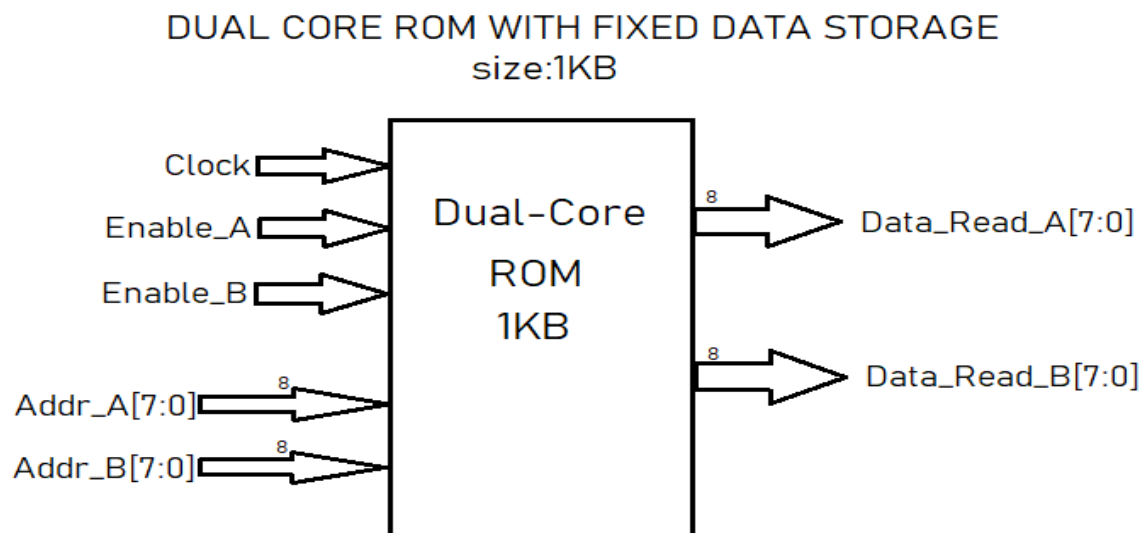 DUAL CORE ROM WITH FIXED DATA STORAGE
size:1KB
Clock
Enable_A
Enable_B
8
Addr_A[7:0]
8
Addr_B[7:0]
Dual-Core
ROM
1KB
8
Data_Read_A[7:0]
8
Data_Read_B[7:0]